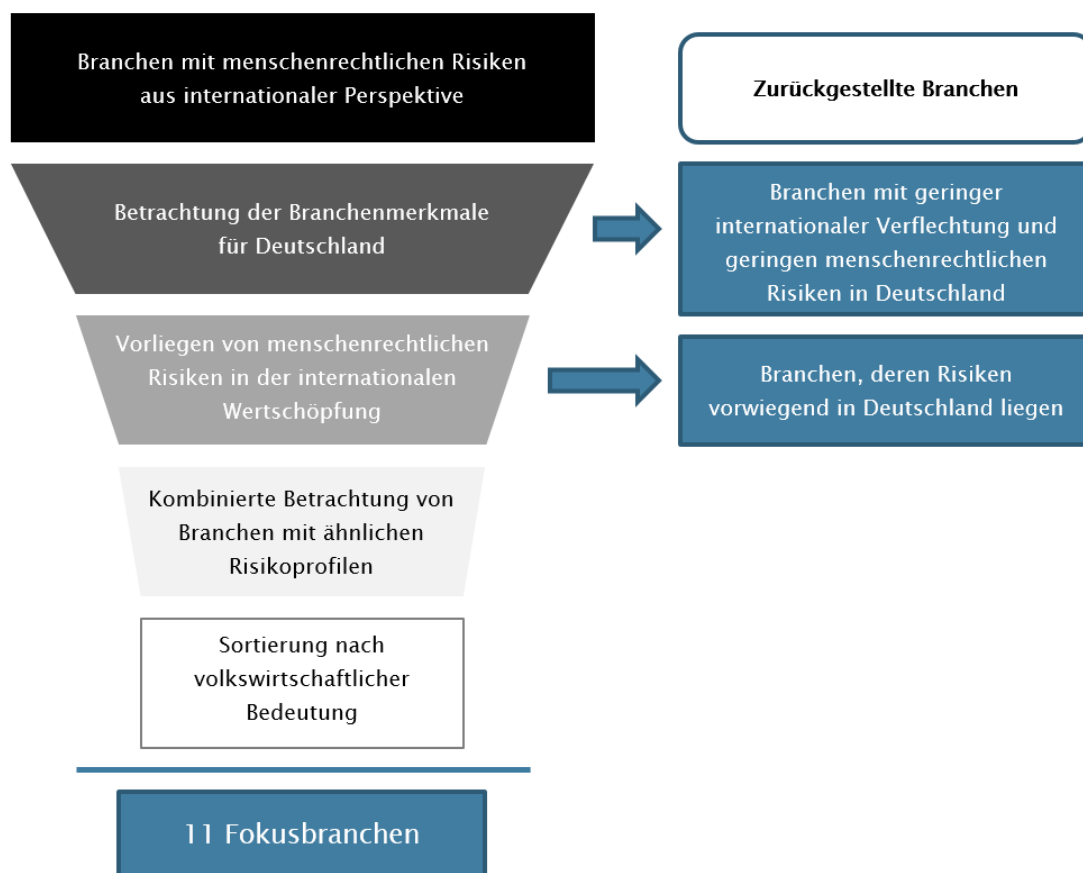 Branchen mit menschenrechtlichen Risiken
aus internationaler Perspektive
Zurückgestellte Branchen
Betrachtung der Branchenmerkmale
für Deutschland
Branchen mit geringer
internationaler Verflechtung und
geringen menschenrechtlichen
Risiken in Deutschland
Vorliegen von menschenrechtlichen
Risiken in der internationalen
Wertschöpfung
Branchen, deren Risiken
vorwiegend in Deutschland liegen
Kombinierte Betrachtung von
Branchen mit ähnlichen
Risikoprofilen
Sortierung nach
volkswirtschaftlicher
Bedeutung
11 Fokusbranchen